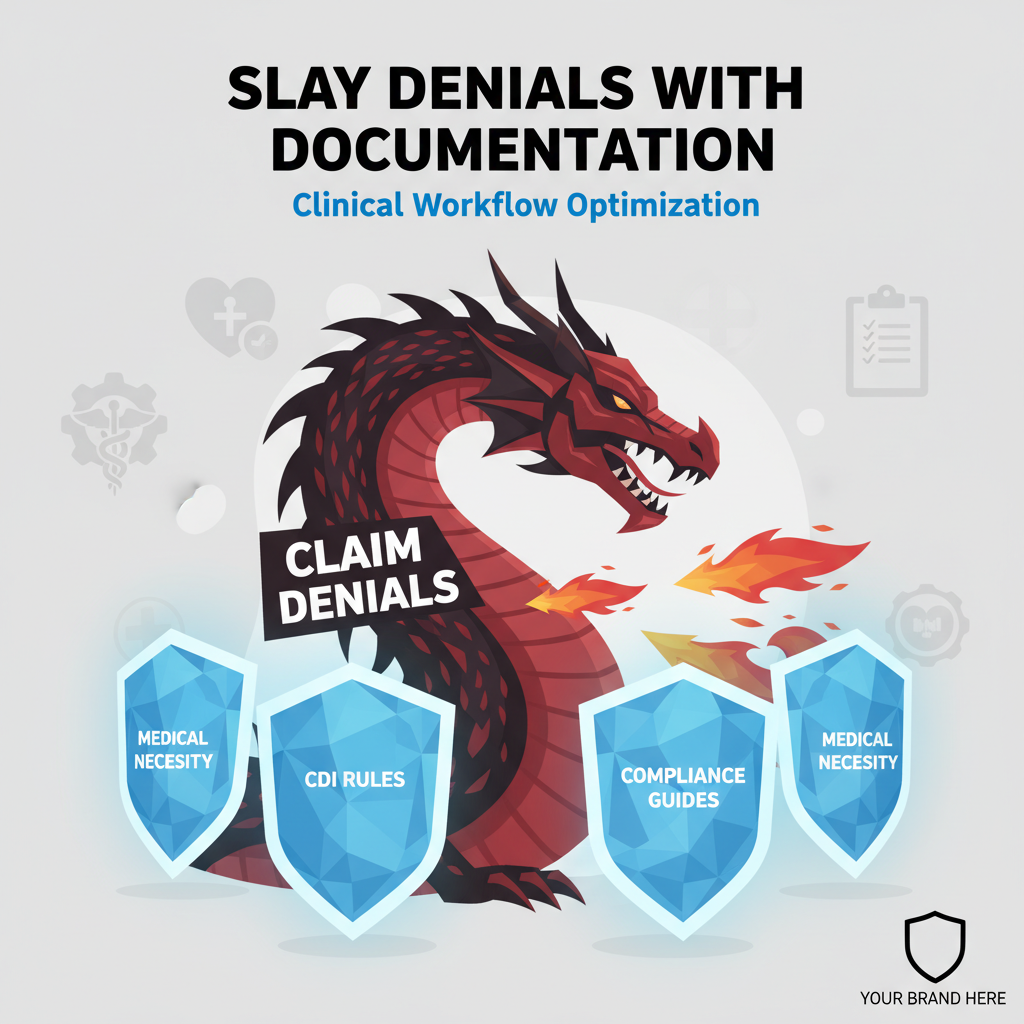 SLAY DENIALS WITH
DOCUMENTATION
Clinical Workflow Optimization
CLAIM
DENIALS
MEDICAL
NECESITY
CDI RULES
COMPLIANCE
GUIDES
MEDICAL
NECESITY
YOUR BRAND HERE